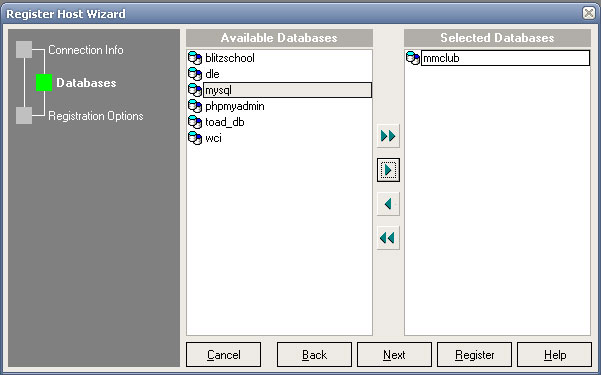 Register Host Wizard
Connection Info
Databases
Registration Options
Available Databases
blitzschool
dle
mysql
phpmyadmin
toad_db
wci
Selected Databases
mmclub
Cancel
Back
Next
Register
Help